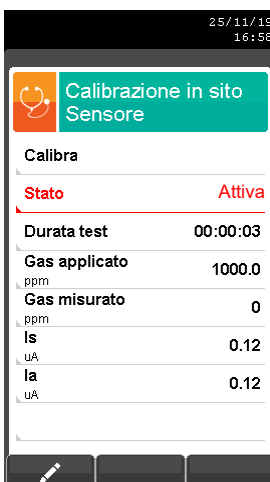 25/11/19
16:58
Calibrazione in sito
Sensore
Calibra
Stato Attiva
Durata test 00:00:03
Gas applicato 1000.0
ppm
Gas misurato 0
ppm
Is 0.12
uA
Ia 0.12
uA